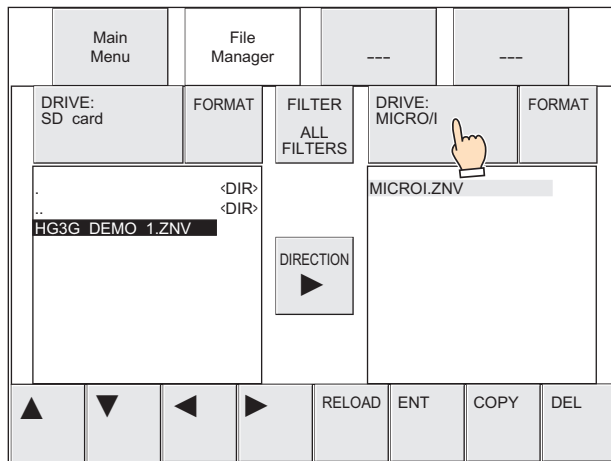 Main
Menu
File
Manager
---
---
DRIVE:
SD card
FORMAT
FILTER
ALL
FILTERS
DRIVE:
MICRO/I
FORMAT
. <DIR>
.. <DIR>
HG3G_DEMO_1.ZNV
MICROI.ZNV
DIRECTION
RELOAD
ENT
COPY
DEL